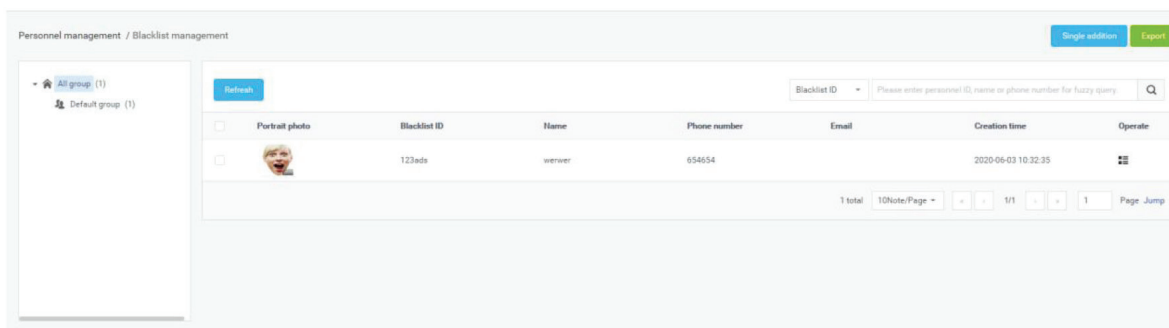 Personnel management / Blacklist management
Single addition
Export
All group (1)
Default group (1)
Refresh
Blacklist ID
Please enter personnel ID, name or phone number for fuzzy query.
Portrait photo Blacklist ID Name Phone number Email Creation time Operate
123ads werwer 654654 2020-06-03 10:32:35
1 total 10Note/Page « ‹ 1/1 › » 1 Page Jump